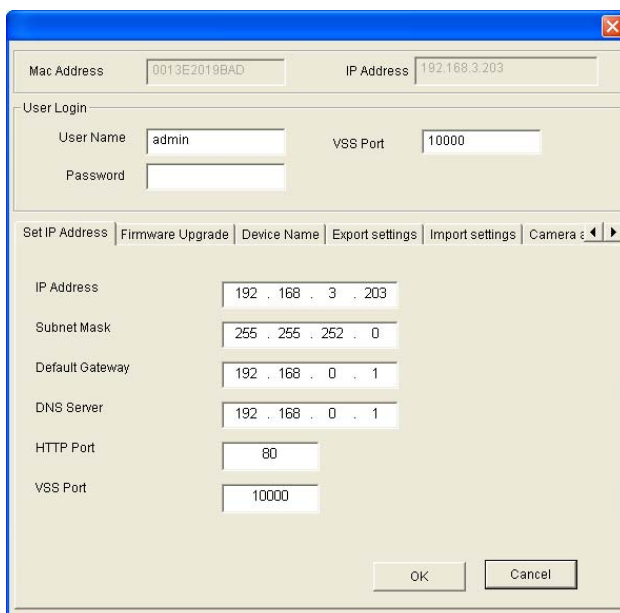 Mac Address 0013E2019BAD IP Address 192.168.3.203
User Login
User Name admin VSS Port 10000
Password
Set IP Address Firmware Upgrade Device Name Export settings Import settings Camera a
IP Address 192 . 168 . 3 . 203
Subnet Mask 255 . 255 . 252 . 0
Default Gateway 192 . 168 . 0 . 1
DNS Server 192 . 168 . 0 . 1
HTTP Port 80
VSS Port 10000
OK Cancel